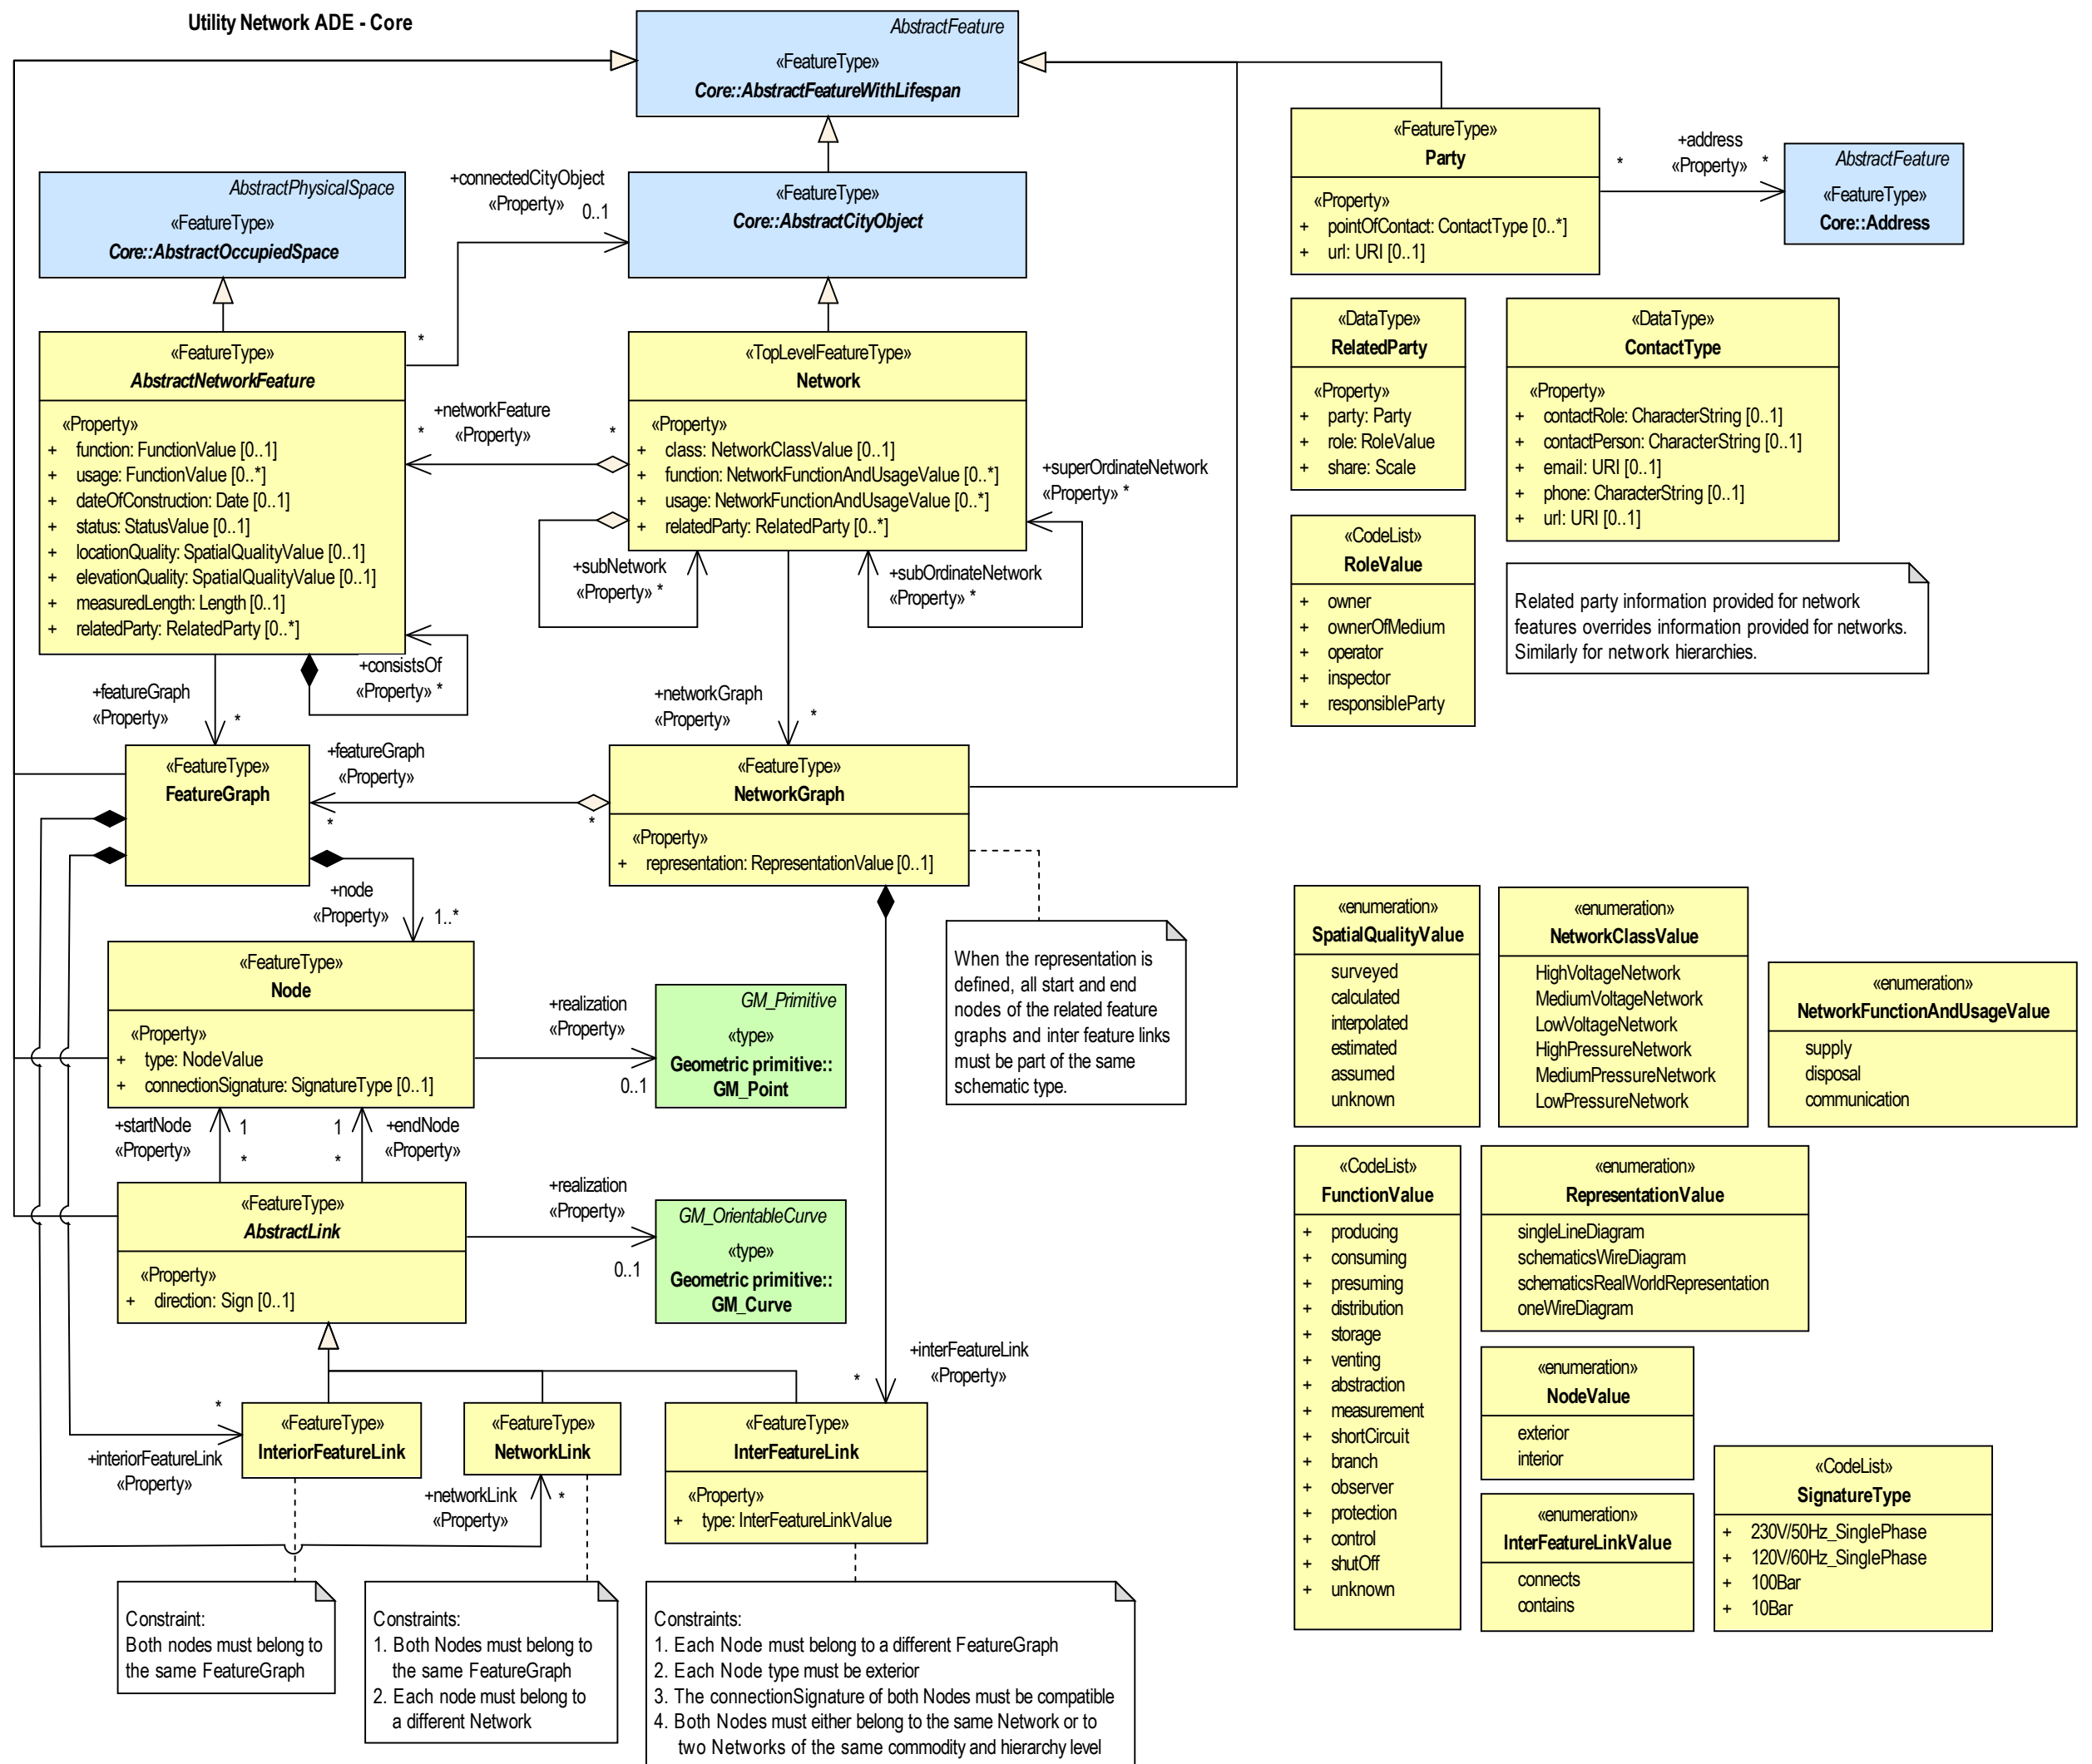 Utility Network ADE - Core
AbstractFeature
«FeatureType»
Core::AbstractFeatureWithLifespan
AbstractPhysicalSpace
«FeatureType»
Core::AbstractOccupiedSpace
+connectedCityObject
«Property»
0..1
*
«FeatureType»
Core::AbstractCityObject
«FeatureType»
Party
«Property»
+ pointOfContact: ContactType [0..*]
+ url: URI [0..1]
+address
«Property»
*
*
AbstractFeature
«FeatureType»
Core::Address
«FeatureType»
AbstractNetworkFeature
«Property»
+ function: FunctionValue [0..1]
+ usage: FunctionValue [0..*]
+ dateOfConstruction: Date [0..1]
+ status: StatusValue [0..1]
+ locationQuality: SpatialQualityValue [0..1]
+ elevationQuality: SpatialQualityValue [0..1]
+ measuredLength: Length [0..1]
+ relatedParty: RelatedParty [0..*]
+networkFeature
«Property»
*
*
«TopLevelFeatureType»
Network
«Property»
+ class: NetworkClassValue [0..1]
+ function: NetworkFunctionAndUsageValue [0..*]
+ usage: NetworkFunctionAndUsageValue [0..*]
+ relatedParty: RelatedParty [0..*]
+superOrdinateNetwork
«Property» *
+subNetwork
«Property» *
+subOrdinateNetwork
«Property» *
«DataType»
RelatedParty
«Property»
+ party: Party
+ role: RoleValue
+ share: Scale
«DataType»
ContactType
«Property»
+ contactRole: CharacterString [0..1]
+ contactPerson: CharacterString [0..1]
+ email: URI [0..1]
+ phone: CharacterString [0..1]
+ url: URI [0..1]
«CodeList»
RoleValue
+ owner
+ ownerOfMedium
+ operator
+ inspector
+ responsibleParty
Related party information provided for network
features overrides information provided for networks.
Similarly for network hierarchies.
+consistsOf
«Property» *
+featureGraph
«Property»
*
+networkGraph
«Property»
*
«FeatureType»
FeatureGraph
+featureGraph
«Property»
*
*
«FeatureType»
NetworkGraph
«Property»
+ representation: RepresentationValue [0..1]
+node
«Property»
1..*
When the representation is
defined, all start and end
nodes of the related feature
graphs and inter feature links
must be part of the same
schematic type.
«FeatureType»
Node
«Property»
+ type: NodeValue
+ connectionSignature: SignatureType [0..1]
+realization
«Property»
0..1
GM_Primitive
«type»
Geometric primitive::
GM_Point
+startNode
«Property»
1
*
1
*
+endNode
«Property»
«FeatureType»
AbstractLink
«Property»
+ direction: Sign [0..1]
+realization
«Property»
0..1
GM_OrientableCurve
«type»
Geometric primitive::
GM_Curve
+interFeatureLink
«Property»
*
*
+interiorFeatureLink
«Property»
«FeatureType»
InteriorFeatureLink
«FeatureType»
NetworkLink
+networkLink
«Property»
*
«FeatureType»
InterFeatureLink
«Property»
+ type: InterFeatureLinkValue
Constraint:
Both nodes must belong to
the same FeatureGraph
Constraints:
1. Both Nodes must belong to
the same FeatureGraph
2. Each node must belong to
a different Network
Constraints:
1. Each Node must belong to a different FeatureGraph
2. Each Node type must be exterior
3. The connectionSignature of both Nodes must be compatible
4. Both Nodes must either belong to the same Network or to
two Networks of the same commodity and hierarchy level
«enumeration»
SpatialQualityValue
surveyed
calculated
interpolated
estimated
assumed
unknown
«enumeration»
NetworkClassValue
HighVoltageNetwork
MediumVoltageNetwork
LowVoltageNetwork
HighPressureNetwork
MediumPressureNetwork
LowPressureNetwork
«enumeration»
NetworkFunctionAndUsageValue
supply
disposal
communication
«CodeList»
FunctionValue
+ producing
+ consuming
+ presuming
+ distribution
+ storage
+ venting
+ abstraction
+ measurement
+ shortCircuit
+ branch
+ observer
+ protection
+ control
+ shutOff
+ unknown
«enumeration»
RepresentationValue
singleLineDiagram
schematicsWireDiagram
schematicsRealWorldRepresentation
oneWireDiagram
«enumeration»
NodeValue
exterior
interior
«enumeration»
InterFeatureLinkValue
connects
contains
«CodeList»
SignatureType
+ 230V/50Hz_SinglePhase
+ 120V/60Hz_SinglePhase
+ 100Bar
+ 10Bar